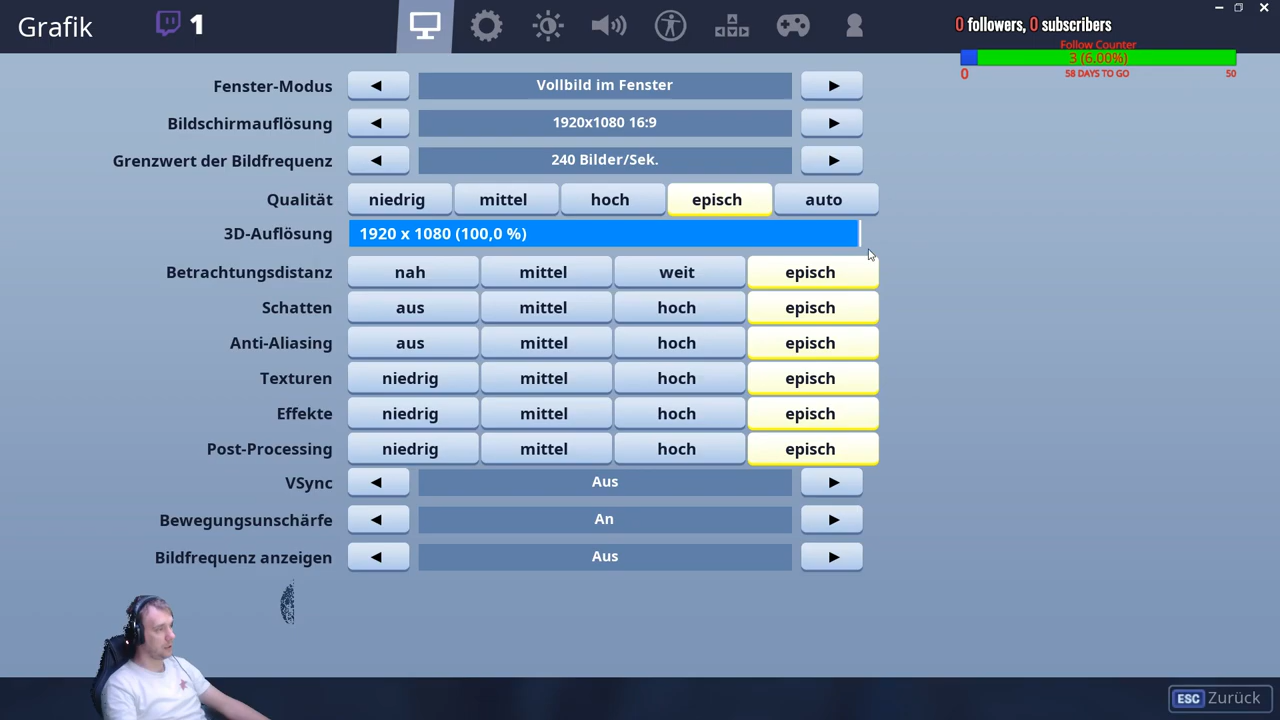 Grafik
1
0 followers, 0 subscribers
Follow Counter
3 (6.00%)
0 58 DAYS TO GO 50
Fenster-Modus Vollbild im Fenster
Bildschirmauflösung 1920x1080 16:9
Grenzwert der Bildfrequenz 240 Bilder/Sek.
Qualität niedrig mittel hoch episch auto
3D-Auflösung 1920 x 1080 (100,0 %)
Betrachtungsdistanz nah mittel weit episch
Schatten aus mittel hoch episch
Anti-Aliasing aus mittel hoch episch
Texturen niedrig mittel hoch episch
Effekte niedrig mittel hoch episch
Post-Processing niedrig mittel hoch episch
VSync Aus
Bewegungsunschärfe An
Bildfrequenz anzeigen Aus
ESC Zurück